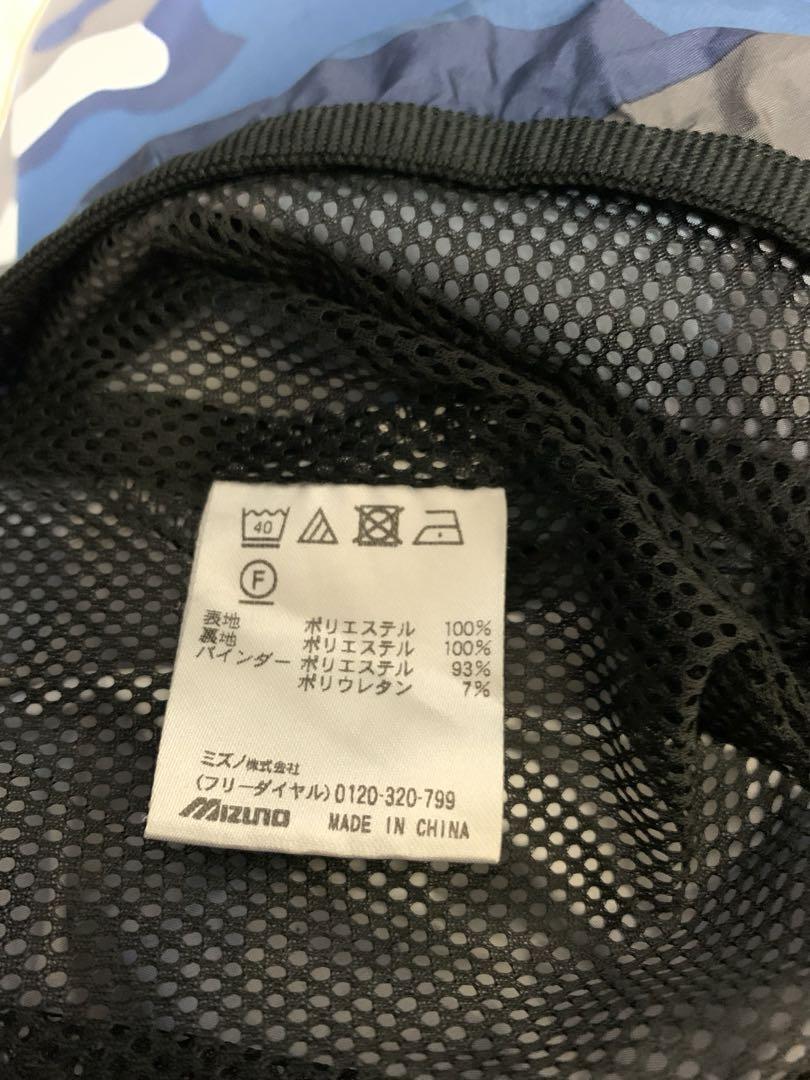 40
F
表地 ポリエステル 100%
裏地 ポリエステル 100%
バインダー ポリエステル 93%
ポリウレタン 7%
ミズノ株式会社
(フリーダイヤル)0120-320-799
MIZUNO MADE IN CHINA